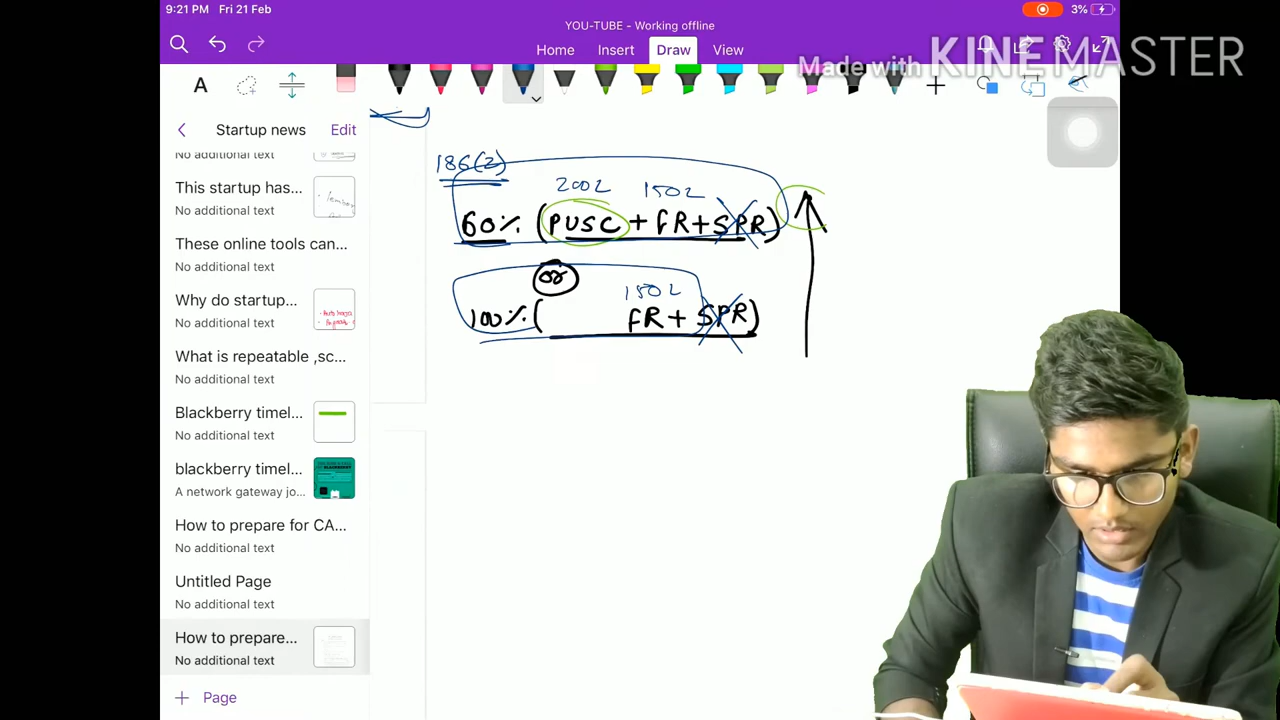 9:21 PM Fri 21 Feb
3%
YOU-TUBE - Working offline
Home Insert Draw View
Made with KINEMASTER
A
Startup news Edit
No additional text
This startup has...
No additional text
These online tools can...
No additional text
Why do startup...
No additional text
What is repeatable ,sc...
No additional text
Blackberry timel...
No additional text
blackberry timel...
A network gateway jo...
How to prepare for CA...
No additional text
Untitled Page
No additional text
How to prepare...
No additional text
+ Page
186(2)
200L 150L
60% (PUSC + FR + SPR)
or
150L
100% ( FR + SPR)